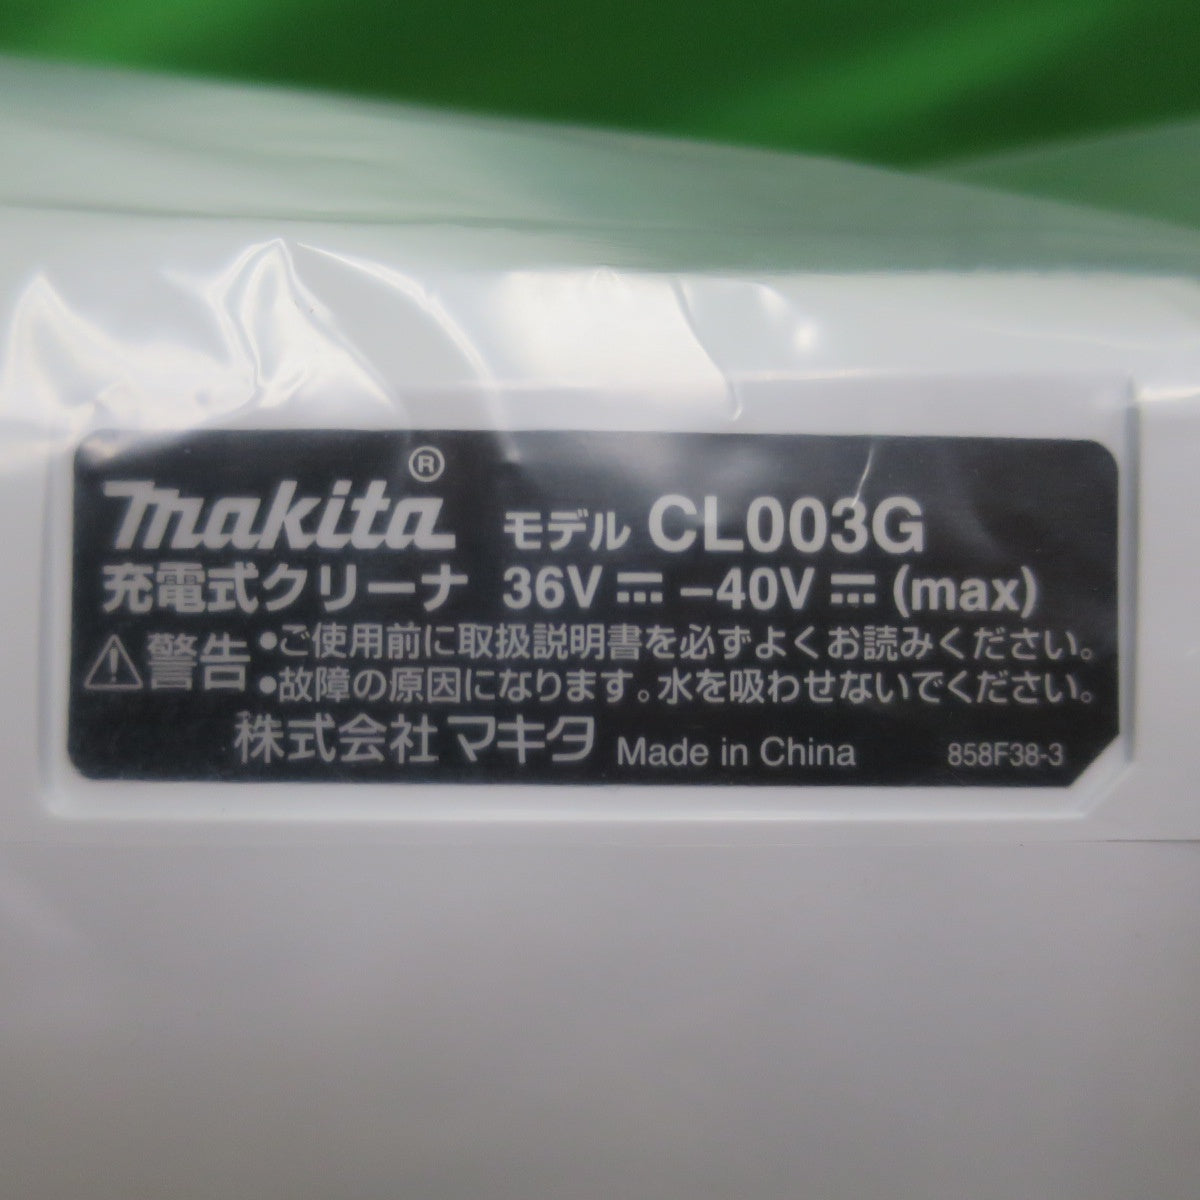 makita® モデル CL003G
充電式クリーナ 36V⎓−40V⎓(max)
⚠警告 •ご使用前に取扱説明書を必ずよくお読みください。
•故障の原因になります。水を吸わせないでください。
株式会社 マキタ Made in China 858F38-3